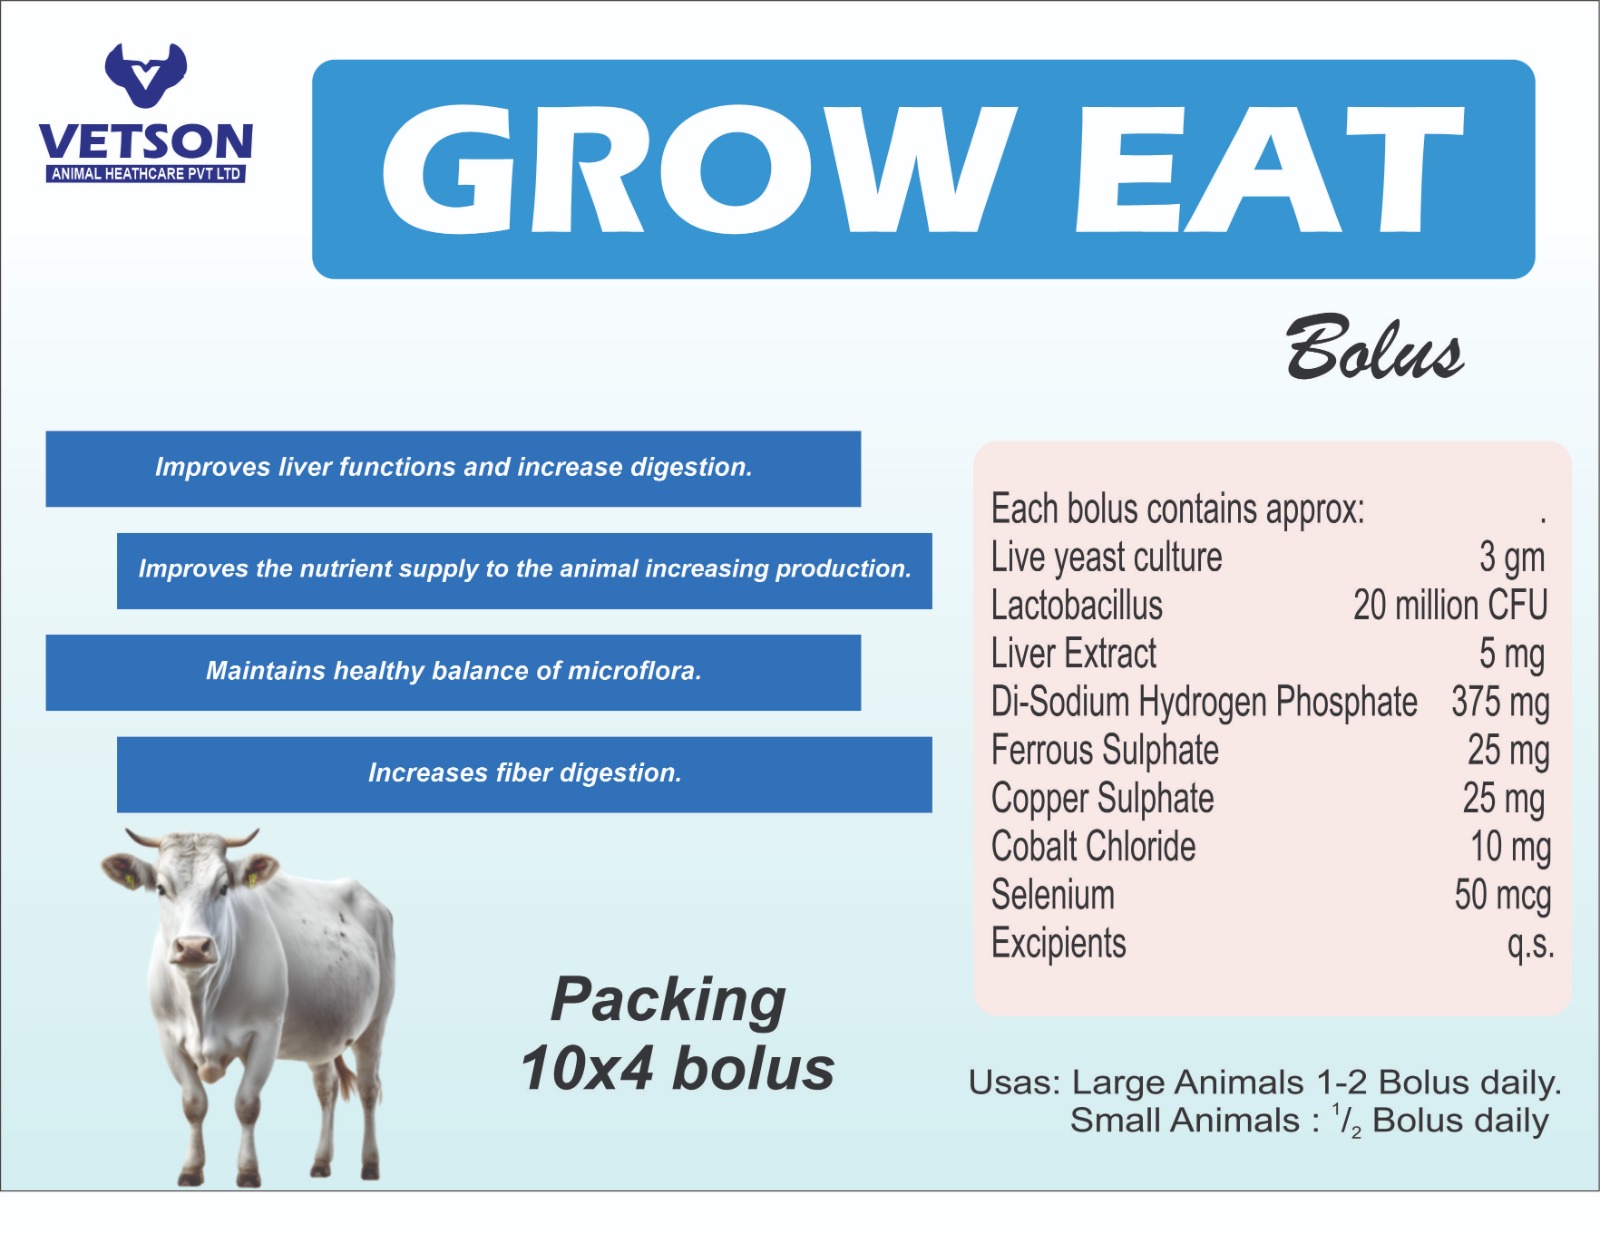 VETSON
ANIMAL HEATHCARE PVT LTD
GROW EAT
Bolus
Improves liver functions and increase digestion.
Improves the nutrient supply to the animal increasing production.
Maintains healthy balance of microflora.
Increases fiber digestion.
Packing
10x4 bolus
Each bolus contains approx: .
Live yeast culture 3 gm
Lactobacillus 20 million CFU
Liver Extract 5 mg
Di-Sodium Hydrogen Phosphate 375 mg
Ferrous Sulphate 25 mg
Copper Sulphate 25 mg
Cobalt Chloride 10 mg
Selenium 50 mcg
Excipients q.s.
Usas: Large Animals 1-2 Bolus daily.
Small Animals : 1/2 Bolus daily